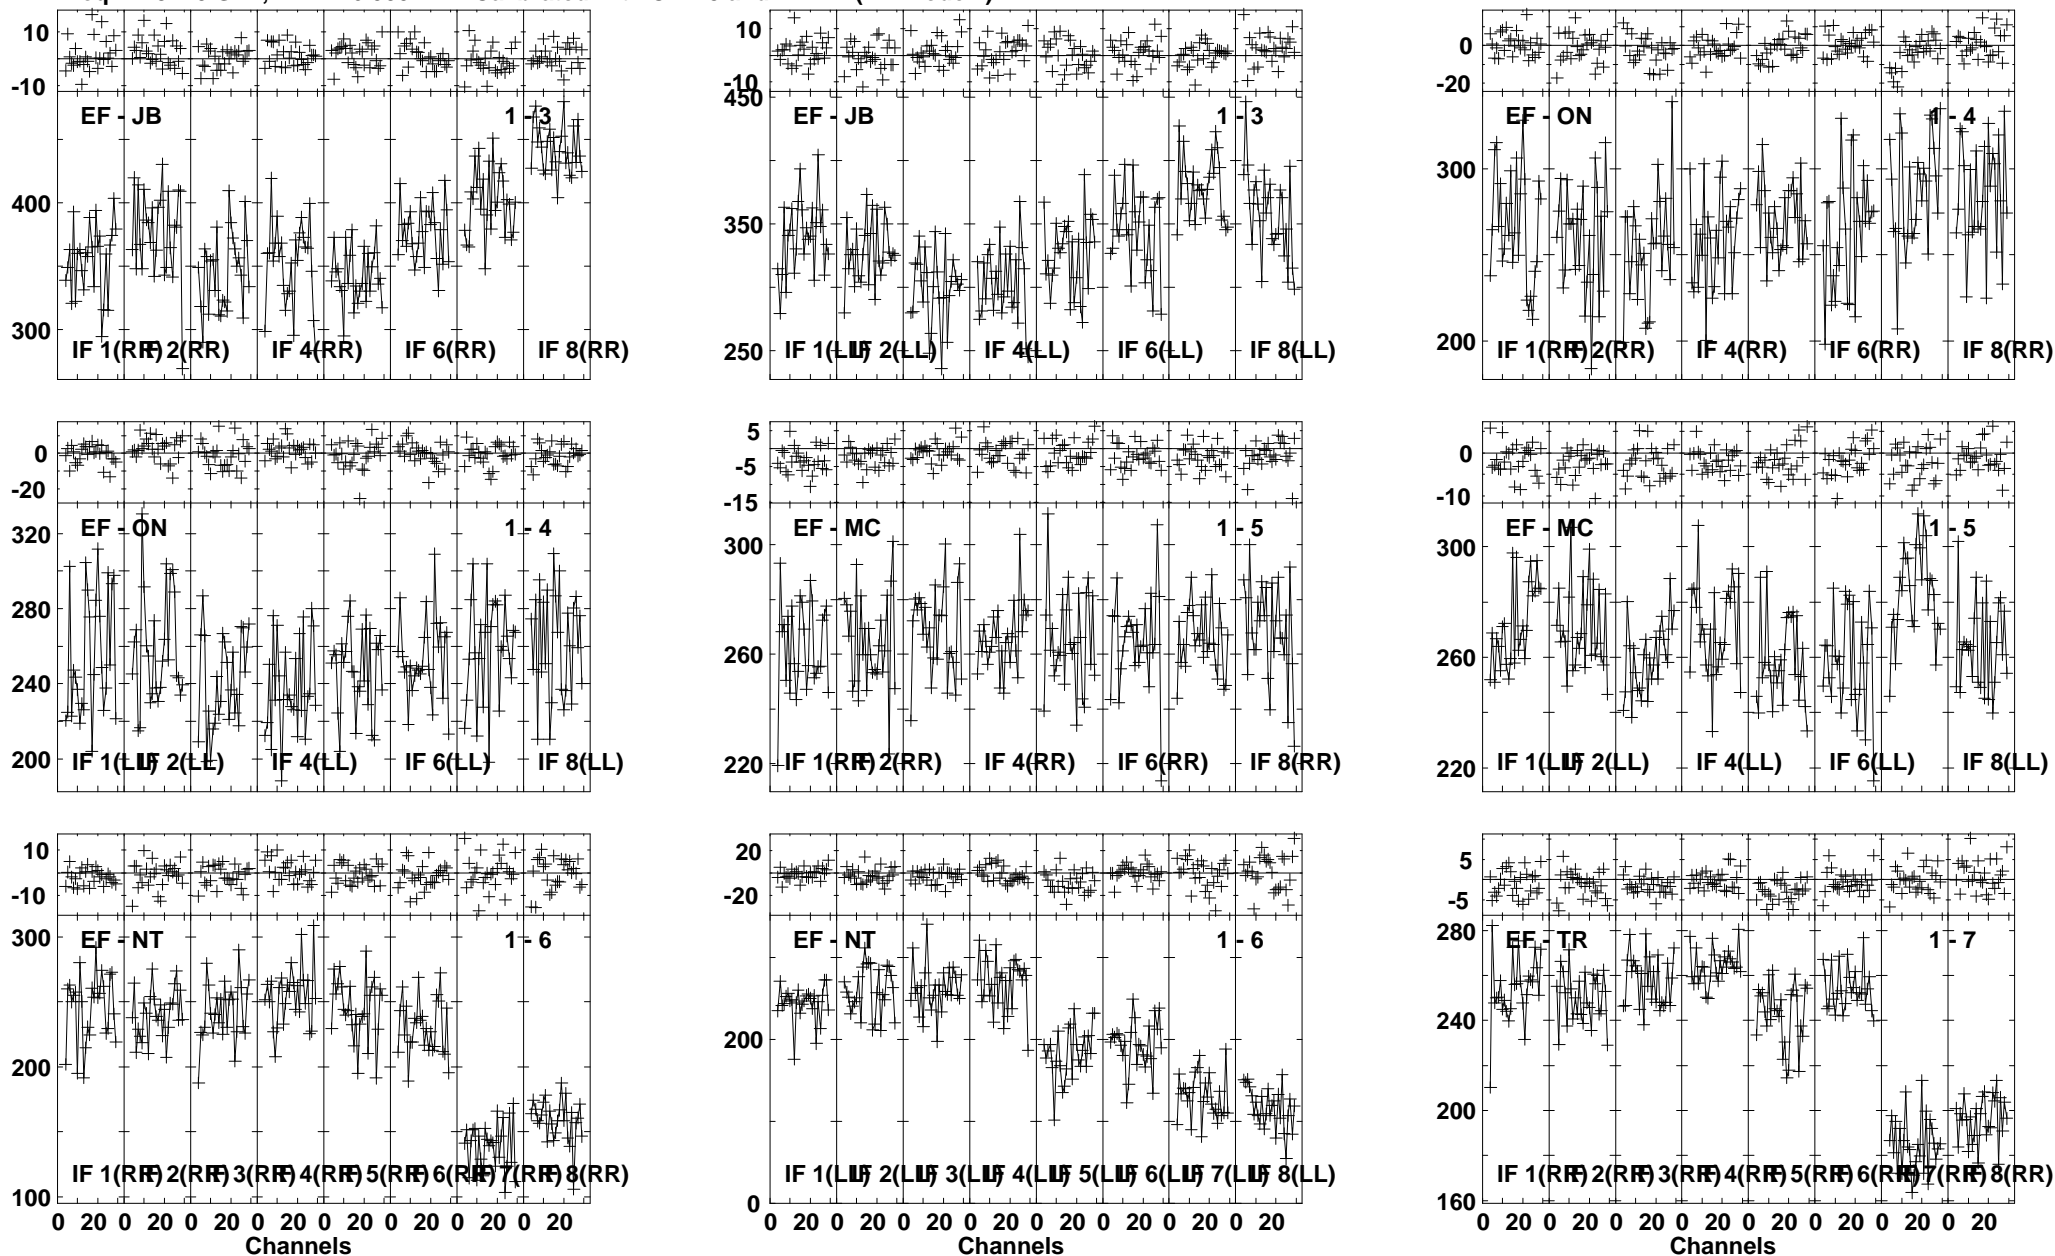 10
0
-10
EF - JB 1 - 3
400
300
IF 1(RR) IF 2(RR) IF 4(RR) IF 6(RR) IF 8(RR)
10
0
-10
450
EF - JB 1 - 3
350
250
IF 1(LL) IF 2(LL) IF 4(LL) IF 6(LL) IF 8(LL)
0
-20
EF - ON 1 - 4
300
200
IF 1(RR) IF 2(RR) IF 4(RR) IF 6(RR) IF 8(RR)
0
-20
320
EF - ON 1 - 4
280
240
200
IF 1(LL) IF 2(LL) IF 4(LL) IF 6(LL) IF 8(LL)
5
-5
-15
EF - MC 1 - 5
300
260
220
IF 1(RR) IF 2(RR) IF 4(RR) IF 6(RR) IF 8(RR)
0
-10
EF - MC 1 - 5
300
260
220
IF 1(LL) IF 2(LL) IF 4(LL) IF 6(LL) IF 8(LL)
10
0
-10
300
EF - NT 1 - 6
200
100
IF 1(RR) IF 2(RR) IF 3(RR) IF 4(RR) IF 5(RR) IF 6(RR) IF 7(RR) IF 8(RR)
0 20 0 20 0 20 0 20 0 20 0 20 0 20 0 20
Channels
20
0
-20
EF - NT 1 - 6
200
0
IF 1(LL) IF 2(LL) IF 3(LL) IF 4(LL) IF 5(LL) IF 6(LL) IF 7(LL) IF 8(LL)
0 20 0 20 0 20 0 20 0 20 0 20 0 20 0 20
Channels
5
-5
280
EF - TR 1 - 7
240
200
160
IF 1(RR) IF 2(RR) IF 3(RR) IF 4(RR) IF 5(RR) IF 6(RR) IF 7(RR) IF 8(RR)
0 20 0 20 0 20 0 20 0 20 0 20 0 20 0 20
Channels